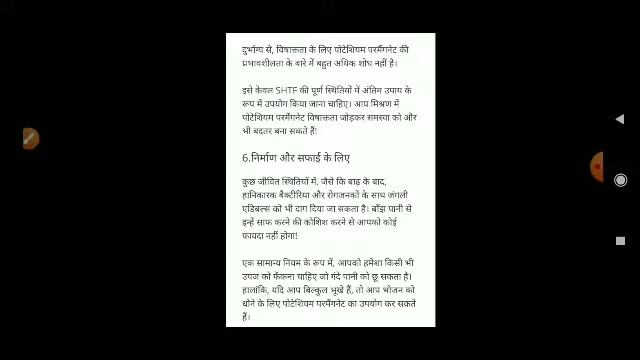 दुर्भाग्य से, विषाक्तता के लिए पोटेशियम परमैंगनेट की
प्रभावशीलता के बारे में बहुत अधिक शोध नहीं है।
इसे केवल SHTF की पूर्ण स्थितियों में अंतिम उपाय के
रूप में उपयोग किया जाना चाहिए। आप मिश्रण में
पोटेशियम परमैंगनेट विषाक्तता जोड़कर समस्या को और
भी बदतर बना सकते हैं!
6.निर्माण और सफाई के लिए
कुछ जीवित स्थितियों में, जैसे कि बाढ़ के बाद,
हानिकारक बैक्टीरिया और रोगजनकों के साथ जंगली
एडिबल्स को भी दाग दिया जा सकता है। बाँझ पानी से
इन्हें साफ करने की कोशिश करने से आपको कोई
फायदा नहीं होगा!
एक सामान्य नियम के रूप में, आपको हमेशा किसी भी
उपज को फेंकना चाहिए जो गंदे पानी को छू सकता है।
हालांकि, यदि आप बिल्कुल भूखे हैं, तो आप भोजन को
धोने के लिए पोटेशियम परमैंगनेट का उपयोग कर सकते
हैं।